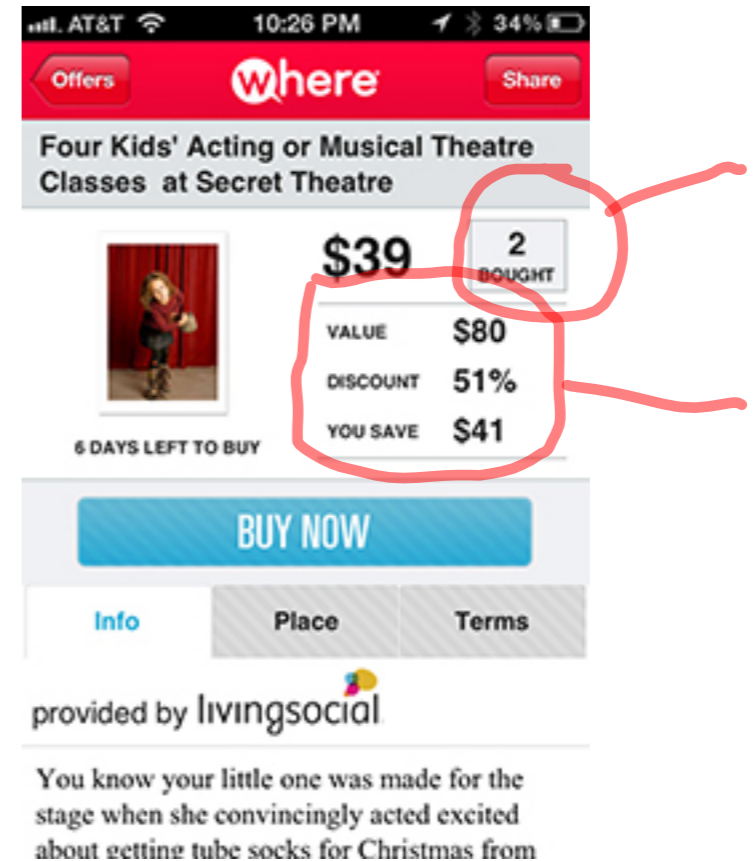 AT&T 10:26 PM 34%
Offers where Share
Four Kids' Acting or Musical Theatre
Classes at Secret Theatre
$39
2
BOUGHT
VALUE $80
DISCOUNT 51%
YOU SAVE $41
6 DAYS LEFT TO BUY
BUY NOW
Info Place Terms
provided by livingsocial
You know your little one was made for the
stage when she convincingly acted excited
about getting tube socks for Christmas from